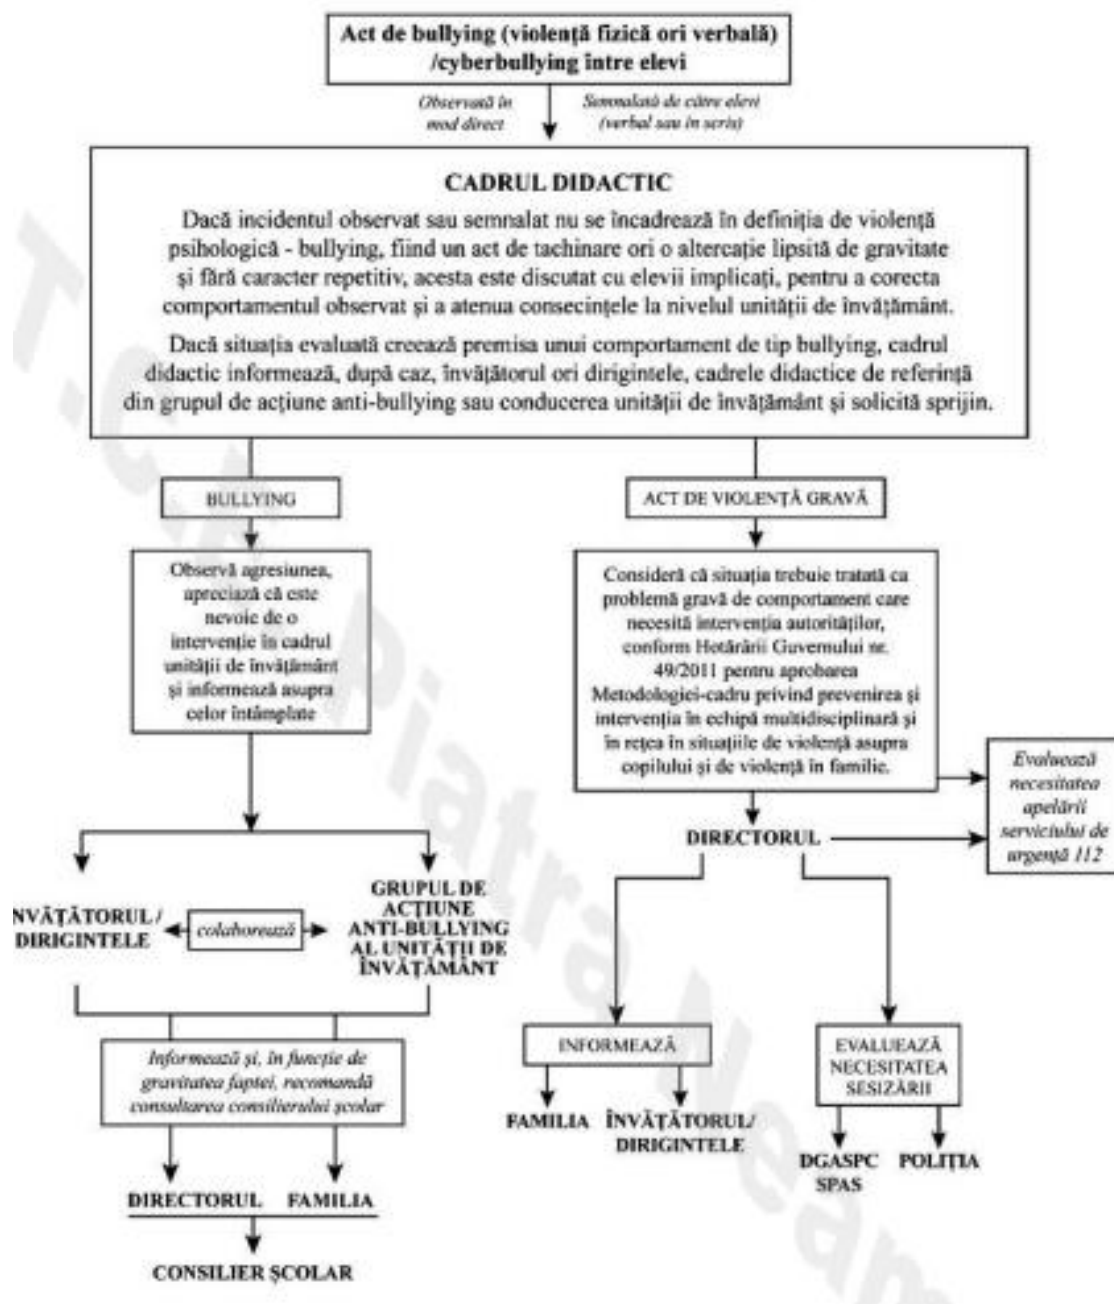 Act de bullying (violență fizică ori verbală)
/cyberbullying între elevi
Observată în
mod direct
Semnalată de către elevi
(verbal sau în scris)
CADRUL DIDACTIC
Dacă incidentul observat sau semnalat nu se încadrează în definiția de violență
psihologică - bullying, fiind un act de tachinare ori o altercație lipsită de gravitate
și fără caracter repetitiv, acesta este discutat cu elevii implicați, pentru a corecta
comportamentul observat și a atenua consecințele la nivelul unității de învățământ.
Dacă situația evaluată creează premisa unui comportament de tip bullying, cadrul
didactic informează, după caz, învățătorul ori dirigintele, cadrele didactice de referință
din grupul de acțiune anti-bullying sau conducerea unității de învățământ și solicită sprijin.
BULLYING
Observă agresiunea,
apreciază că este
nevoie de o
intervenție în cadrul
unității de învățământ
și informează asupra
celor întâmplate
NVĂȚĂTORUL/
DIRIGINTELE
colaborează
GRUPUL DE
ACȚIUNE
ANTI-BULLYING
AL UNITĂȚII DE
ÎNVĂȚĂMÂNT
Informează și, în funcție de
gravitatea faptei, recomandă
consultarea consilierului școlar
DIRECTORUL
FAMILIA
CONSILIER ȘCOLAR
ACT DE VIOLENȚĂ GRAVĂ
Consideră că situația trebuie tratată ca
problemă gravă de comportament care
necesită intervenția autorităților,
conform Hotărârii Guvernului nr.
49/2011 pentru aprobarea
Metodologiei-cadru privind prevenirea și
intervenția în echipă multidisciplinară și
în rețea în situațiile de violență asupra
copilului și de violență în familie.
Evaluează
necesitatea
apelării
serviciului de
urgență 112
DIRECTORUL
INFORMEAZĂ
FAMILIA
ÎNVĂȚĂTORUL/
DIRIGINTELE
EVALUEAZĂ
NECESITATEA
SESIZĂRII
DGASPC
SPAS
POLIȚIA
Piatra Neam